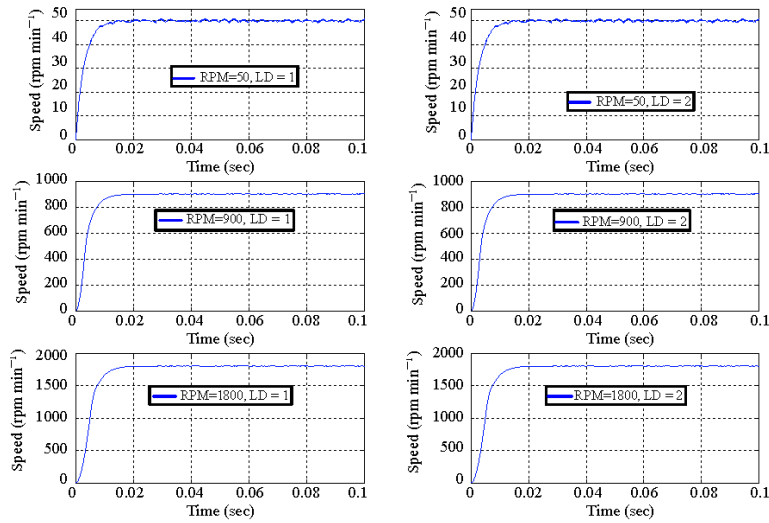 50
40
30
20
10
0
Speed (rpm min⁻¹)
RPM=50, LD = 1
0 0.02 0.04 0.06 0.08 0.1
Time (sec)
50
40
30
20
10
0
Speed (rpm min⁻¹)
RPM=50, LD = 2
0 0.02 0.04 0.06 0.08 0.1
Time (sec)
1000
800
600
400
200
0
Speed (rpm min⁻¹)
RPM=900, LD = 1
0 0.02 0.04 0.06 0.08 0.1
Time (sec)
1000
800
600
400
200
0
Speed (rpm min⁻¹)
RPM=900, LD = 2
0 0.02 0.04 0.06 0.08 0.1
Time (sec)
2000
1500
1000
500
0
Speed (rpm min⁻¹)
RPM=1800, LD = 1
0 0.02 0.04 0.06 0.08 0.1
Time (sec)
2000
1500
1000
500
0
Speed (rpm min⁻¹)
RPM=1800, LD = 2
0 0.02 0.04 0.06 0.08 0.1
Time (sec)